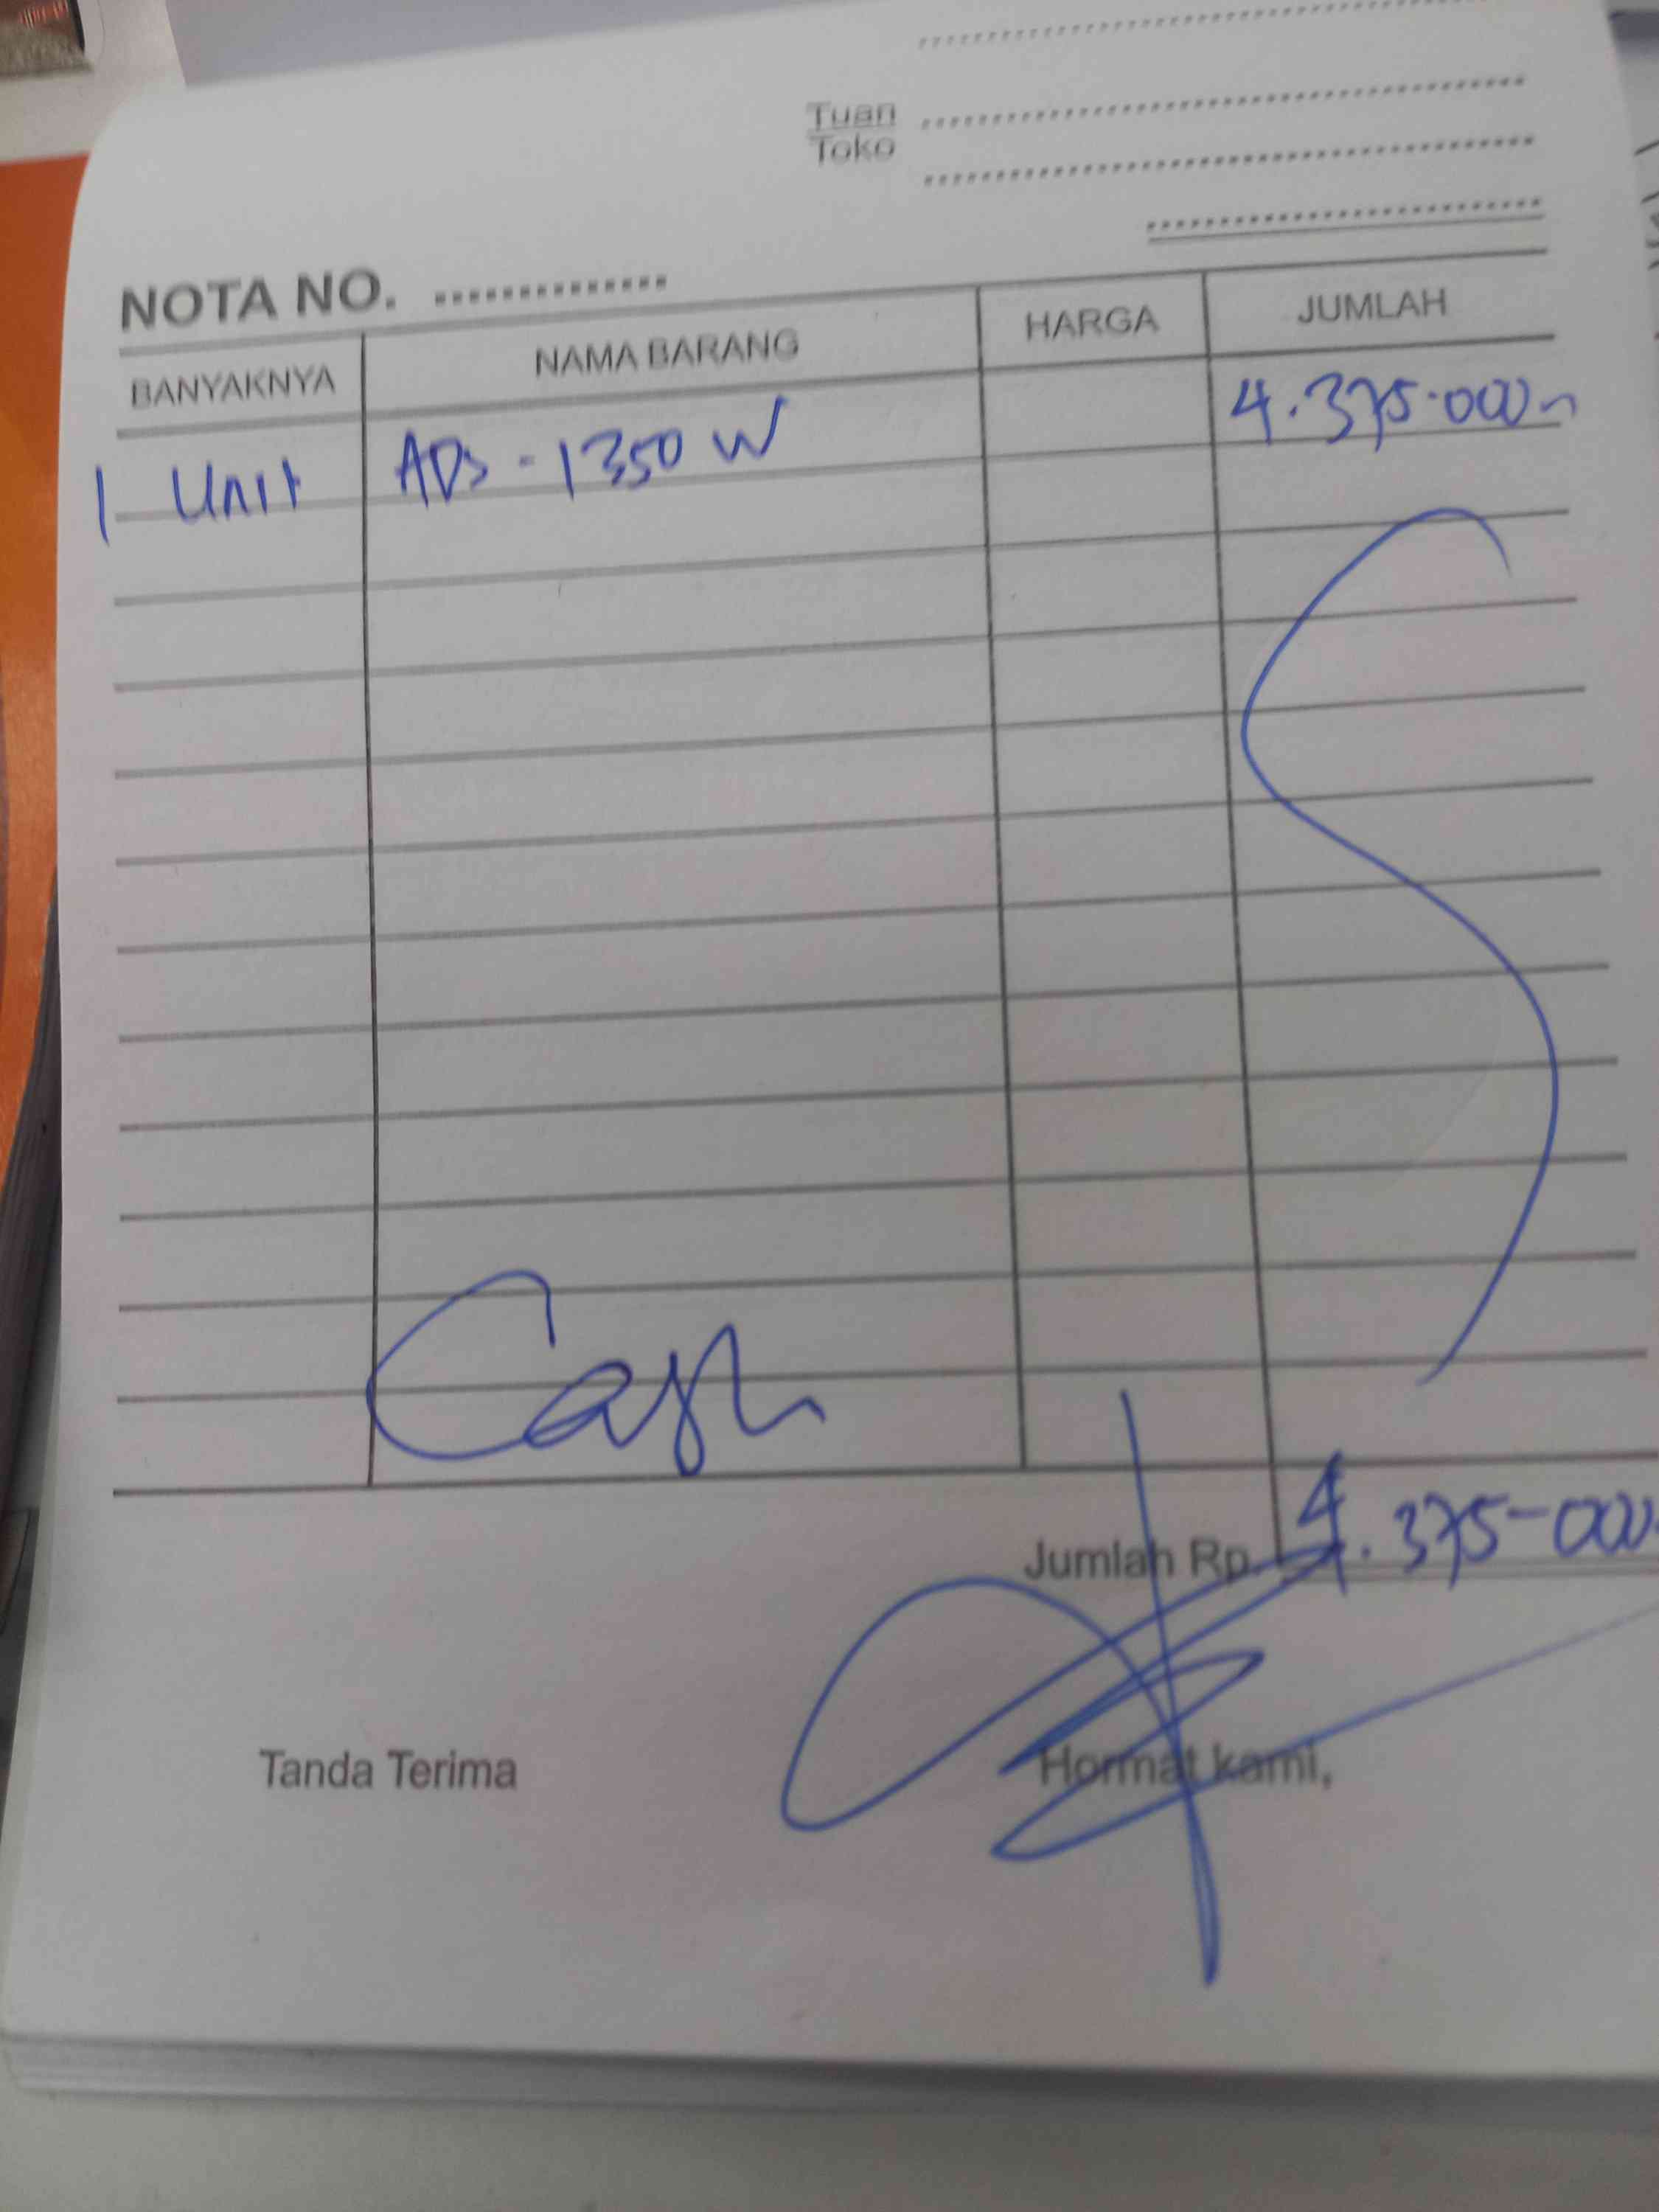 Tuan
Toko
NOTA NO.
BANYAKNYA NAMA BARANG HARGA JUMLAH
1 Unit ADS - 1350 W 4.375.000
Cash
Jumlah Rp. 4.375-000
Tanda Terima Hormat kami,